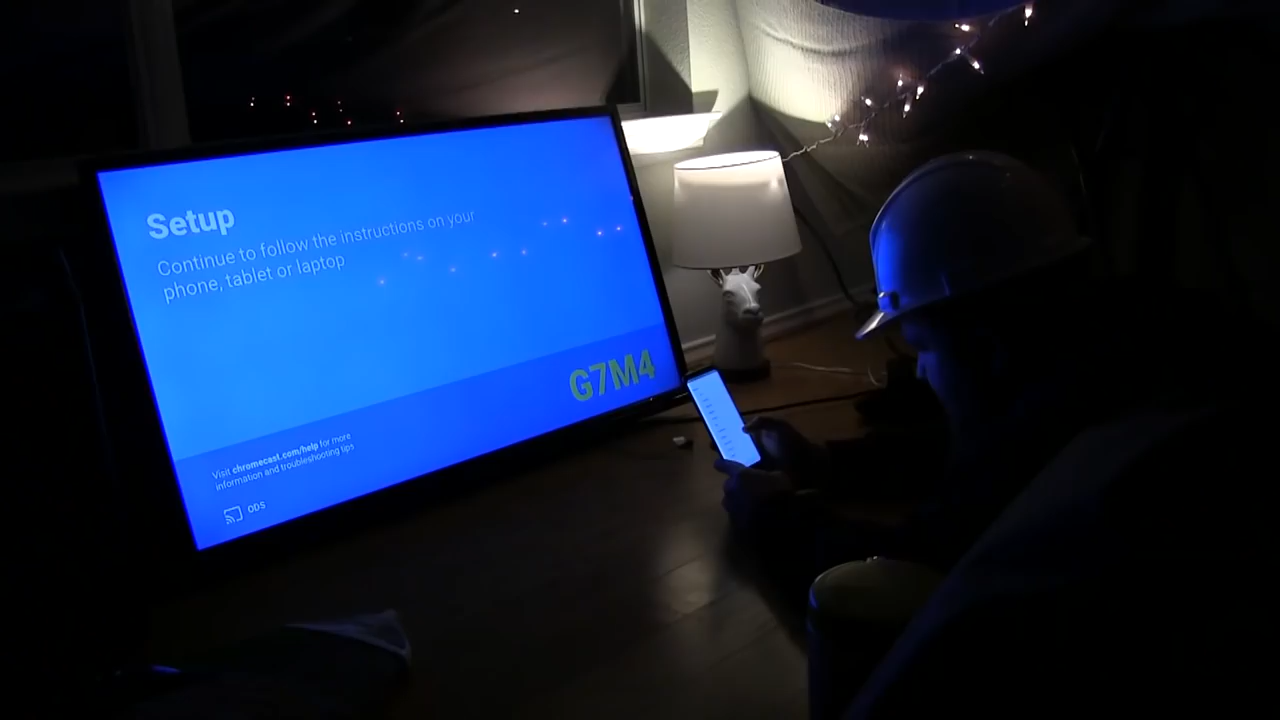 Setup
Continue to follow the instructions on your
phone, tablet or laptop
G7M4
Visit chromecast.com/help for more
information and troubleshooting tips
ODS